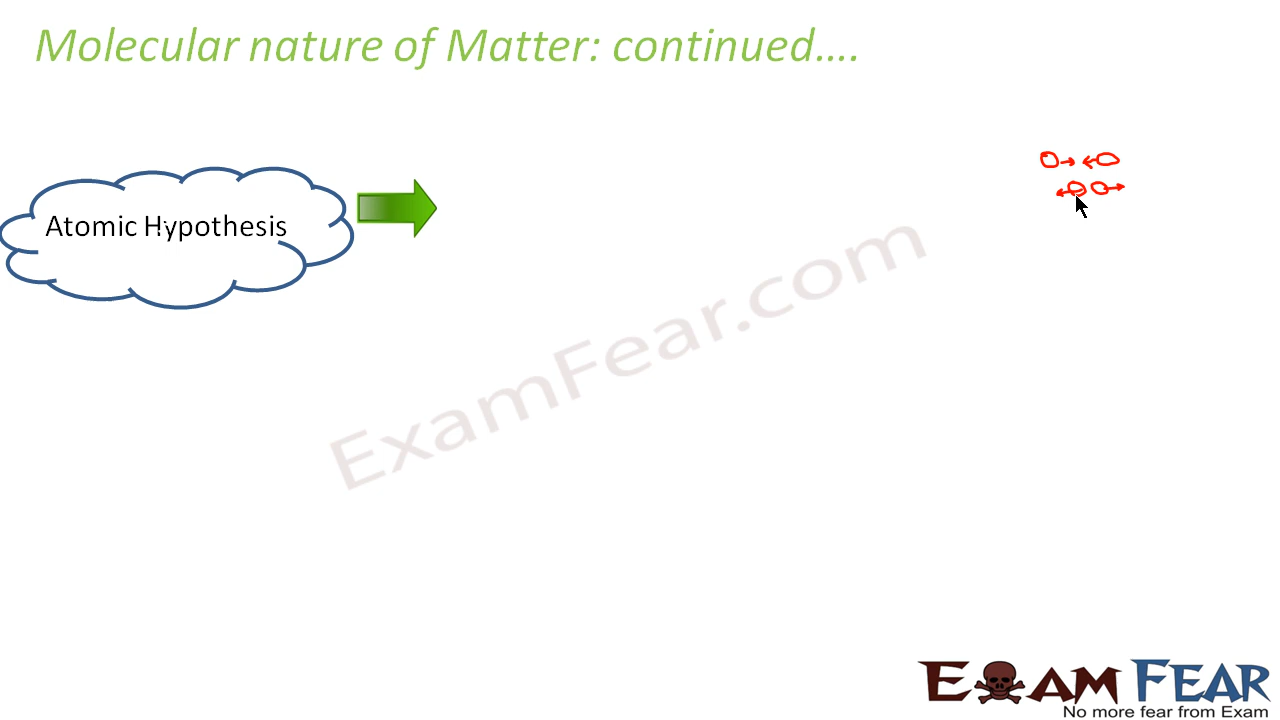 Molecular nature of Matter: continued....
Atomic Hypothesis
ExamFear.com
EXAM FEAR
No more fear from Exam